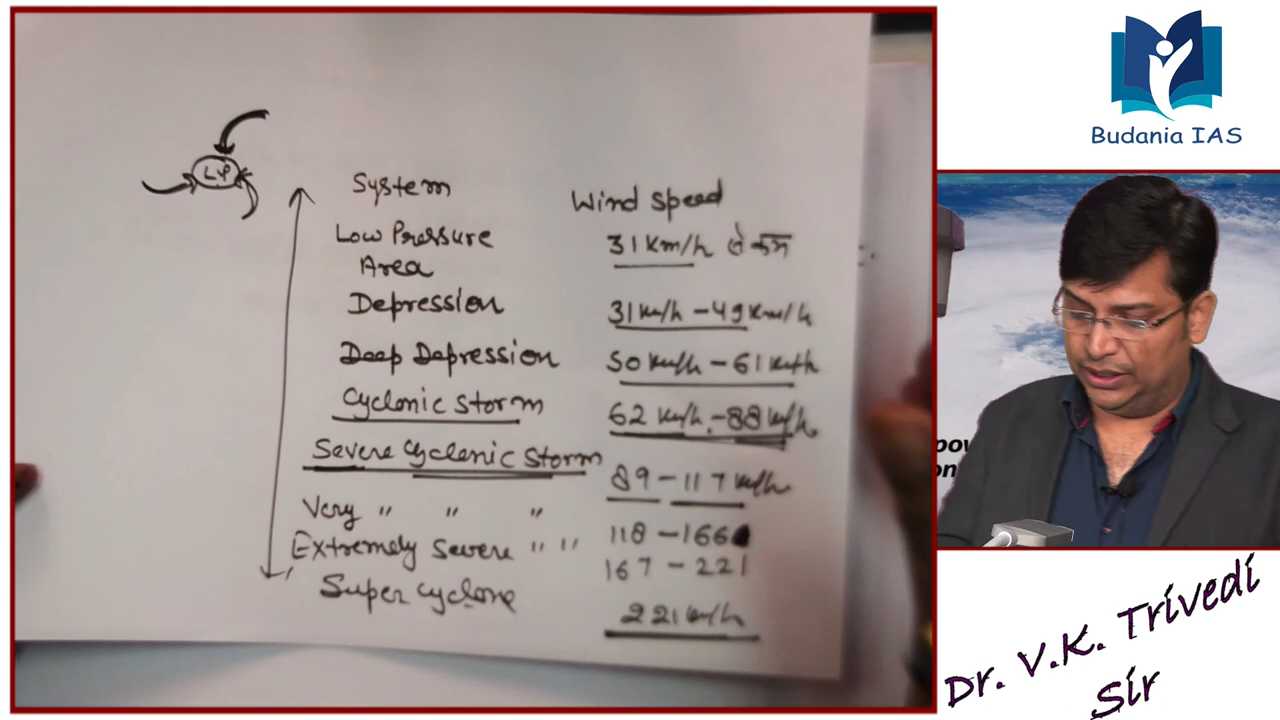 Budania IAS
LP
System Wind speed
Low Pressure
Area 31 Km/h से कम
Depression 31 Km/h - 49 Km/h
Deep Depression 50 Km/h - 61 Km/h
Cyclonic Storm 62 Km/h - 88 Km/h
Severe Cyclonic Storm 89 - 117 Km/h
Very " " " 118 - 166
Extremely Severe " " 167 - 221
Super Cyclone 221 Km/h
Dr. V.K. Trivedi
Sir